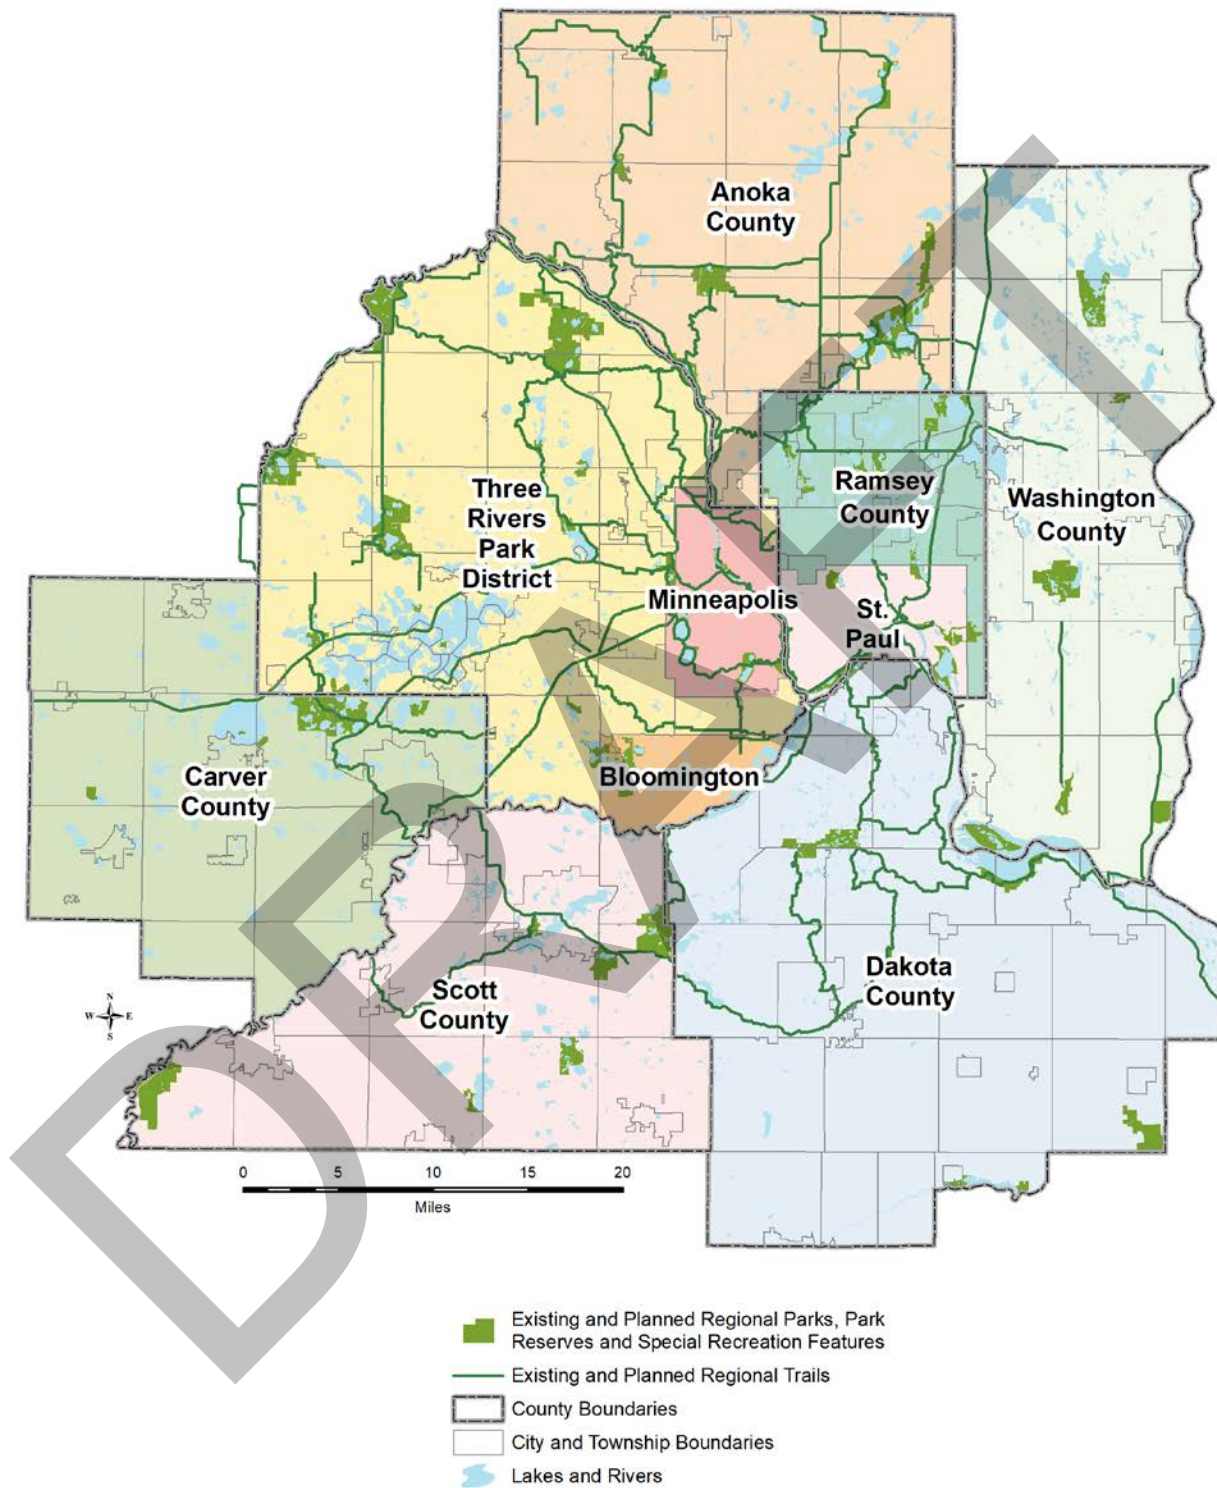 Anoka
County
Ramsey
County
Washington
County
Three
Rivers
Park
District
Minneapolis
St.
Paul
Carver
County
Bloomington
Dakota
County
Scott
County
N
W E
S
0 5 10 15 20
Miles
DRAFT
Existing and Planned Regional Parks, Park
Reserves and Special Recreation Features
Existing and Planned Regional Trails
County Boundaries
City and Township Boundaries
Lakes and Rivers